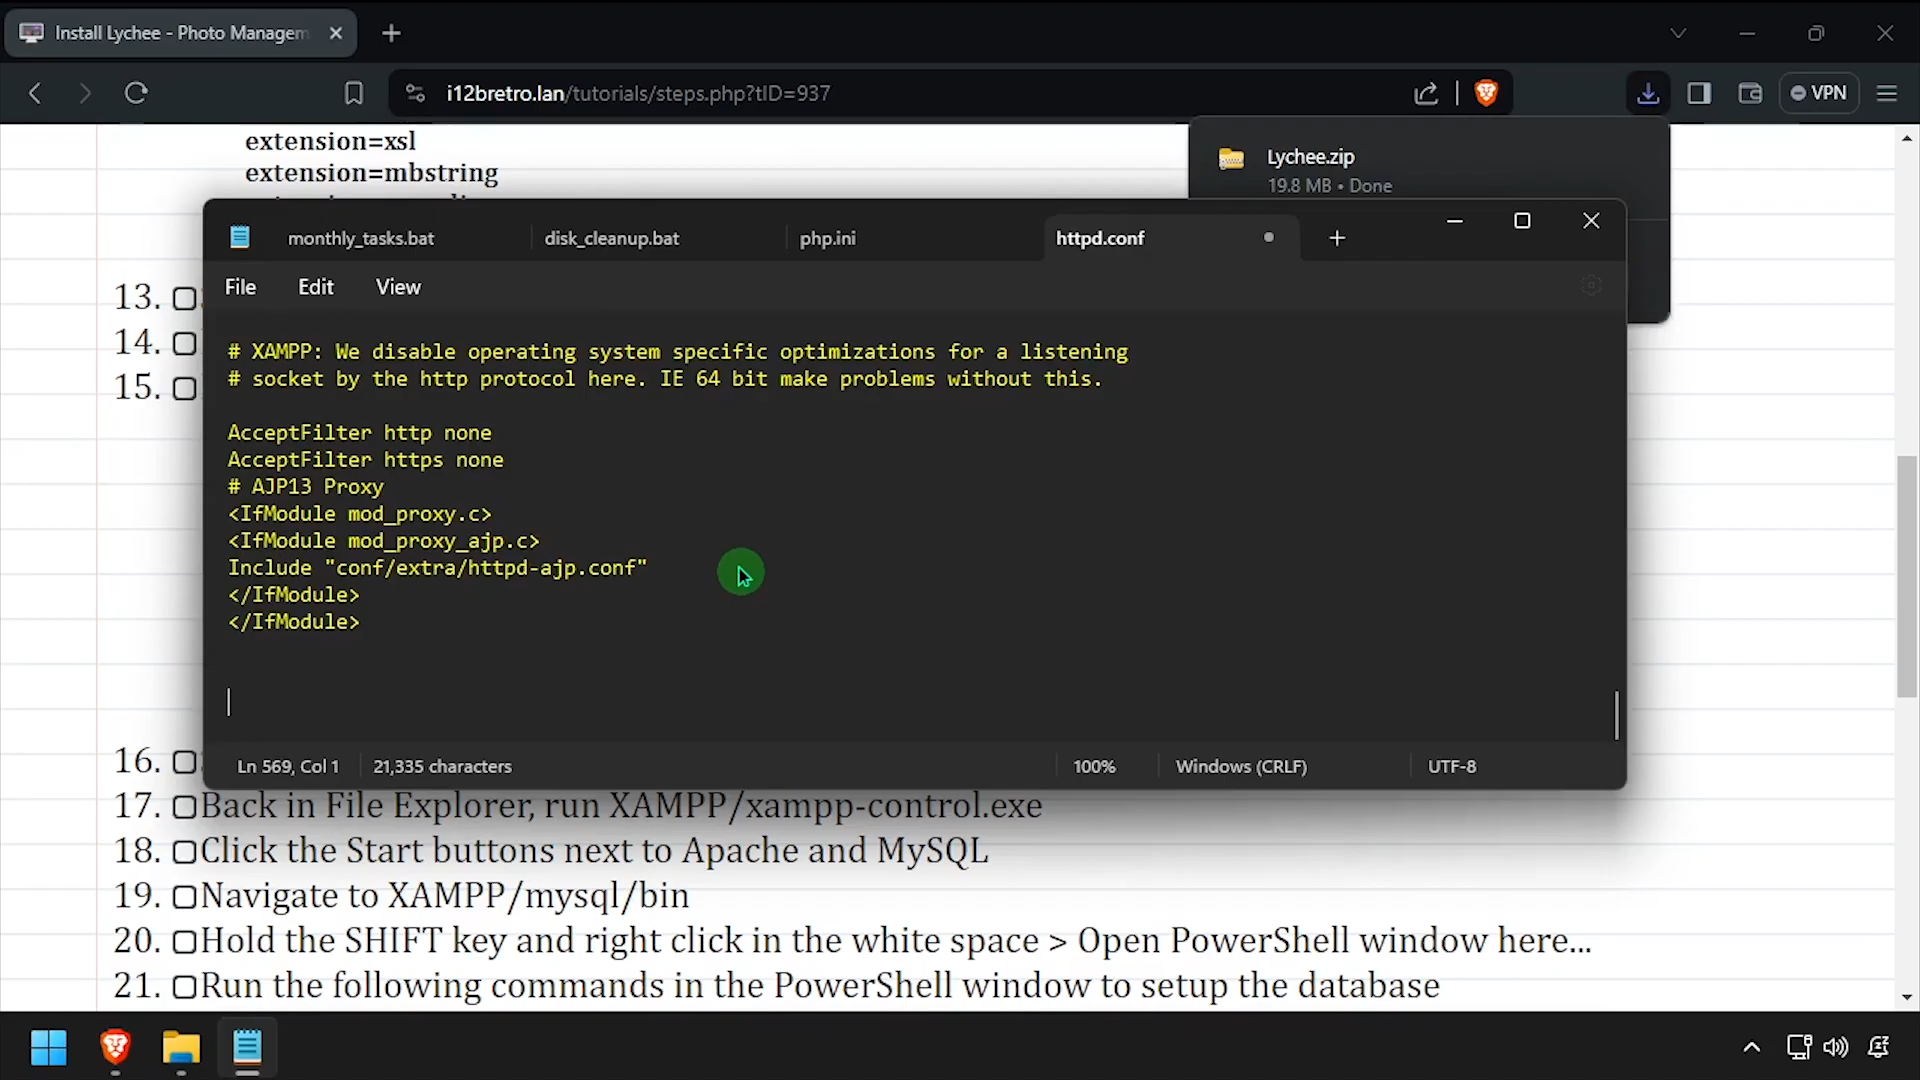 Install Lychee - Photo Managem
i12bretro.lan/tutorials/steps.php?tID=937
VPN
extension=xsl
extension=mbstring
Lychee.zip
19.8 MB • Done
monthly_tasks.bat
disk_cleanup.bat
php.ini
httpd.conf
File
Edit
View
# XAMPP: We disable operating system specific optimizations for a listening
# socket by the http protocol here. IE 64 bit make problems without this.
AcceptFilter http none
AcceptFilter https none
# AJP13 Proxy
<IfModule mod_proxy.c>
<IfModule mod_proxy_ajp.c>
Include "conf/extra/httpd-ajp.conf"
</IfModule>
</IfModule>
Ln 569, Col 1
21,335 characters
100%
Windows (CRLF)
UTF-8
13.
14.
15.
16.
17. Back in File Explorer, run XAMPP/xampp-control.exe
18. Click the Start buttons next to Apache and MySQL
19. Navigate to XAMPP/mysql/bin
20. Hold the SHIFT key and right click in the white space > Open PowerShell window here...
21. Run the following commands in the PowerShell window to setup the database